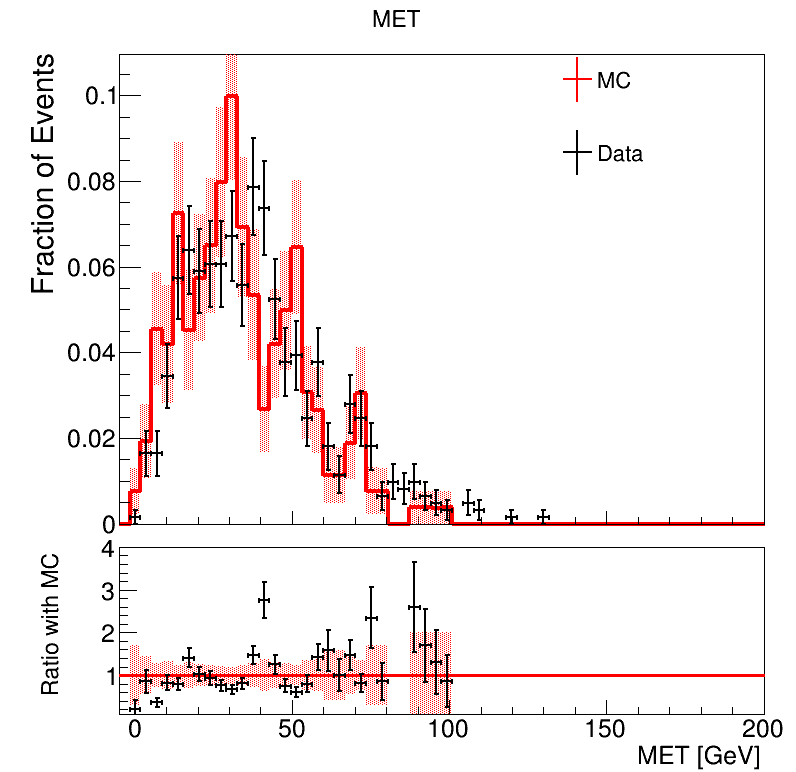 MET
Fraction of Events
0.1
0.08
0.06
0.04
0.02
0
MC
Data
Ratio with MC
4
3
2
1
0 50 100 150 200
MET [GeV]